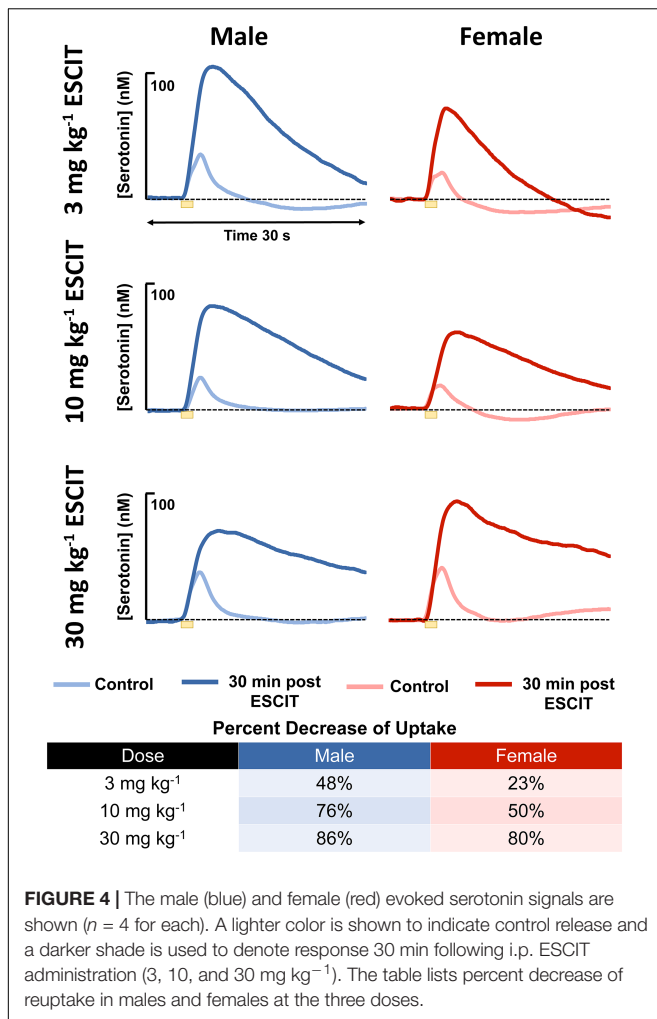 Male Female
3 mg kg⁻¹ ESCIT
[Serotonin] (nM)
100
Time 30 s
10 mg kg⁻¹ ESCIT
[Serotonin] (nM)
100
30 mg kg⁻¹ ESCIT
[Serotonin] (nM)
100
Control 30 min post ESCIT Control 30 min post ESCIT
Percent Decrease of Uptake
Dose Male Female
3 mg kg⁻¹ 48% 23%
10 mg kg⁻¹ 76% 50%
30 mg kg⁻¹ 86% 80%
FIGURE 4 | The male (blue) and female (red) evoked serotonin signals are
shown (n = 4 for each). A lighter color is shown to indicate control release and
a darker shade is used to denote response 30 min following i.p. ESCIT
administration (3, 10, and 30 mg kg⁻¹). The table lists percent decrease of
reuptake in males and females at the three doses.